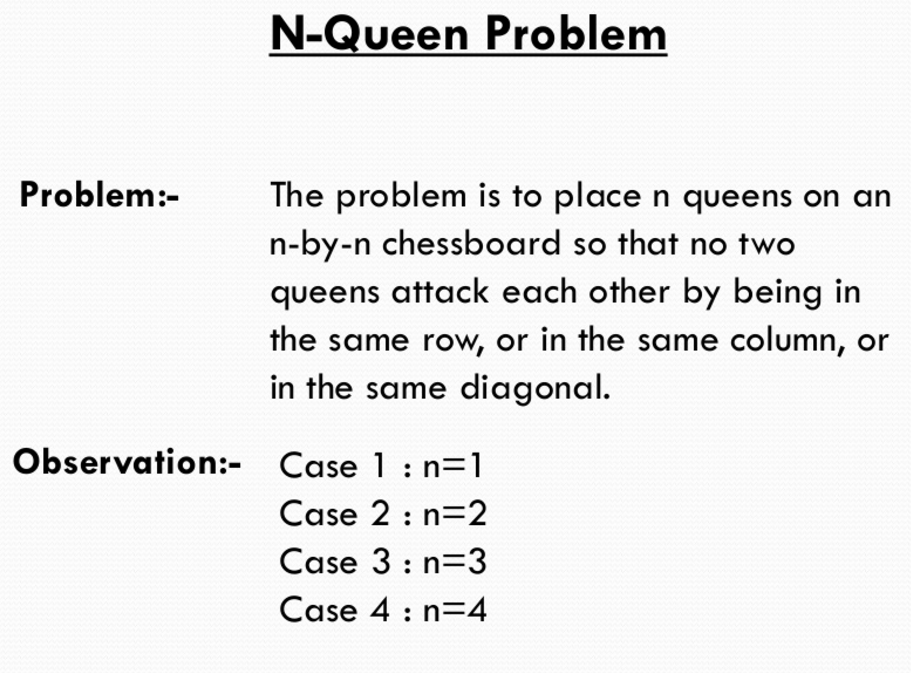 N-Queen Problem
Problem:- The problem is to place n queens on an
n-by-n chessboard so that no two
queens attack each other by being in
the same row, or in the same column, or
in the same diagonal.
Observation:- Case 1 : n=1
Case 2 : n=2
Case 3 : n=3
Case 4 : n=4